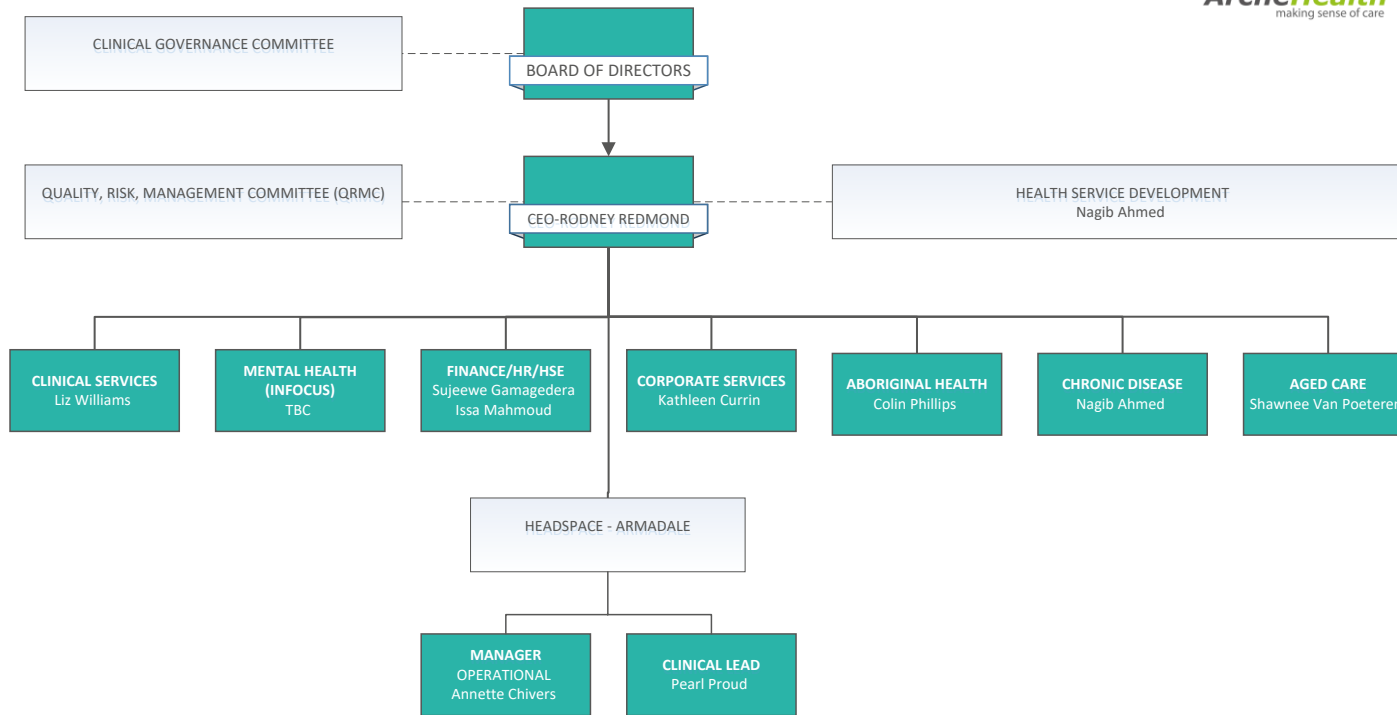 ArcheHealth
making sense of care
CLINICAL GOVERNANCE COMMITTEE
BOARD OF DIRECTORS
QUALITY, RISK, MANAGEMENT COMMITTEE (QRMC)
CEO-RODNEY REDMOND
HEALTH SERVICE DEVELOPMENT
Nagib Ahmed
CLINICAL SERVICES
Liz Williams
MENTAL HEALTH
(INFOCUS)
TBC
FINANCE/HR/HSE
Sujeewe Gamagedera
Issa Mahmoud
CORPORATE SERVICES
Kathleen Currin
ABORIGINAL HEALTH
Colin Phillips
CHRONIC DISEASE
Nagib Ahmed
AGED CARE
Shawnee Van Poeteren
HEADSPACE - ARMADALE
MANAGER
OPERATIONAL
Annette Chivers
CLINICAL LEAD
Pearl Proud